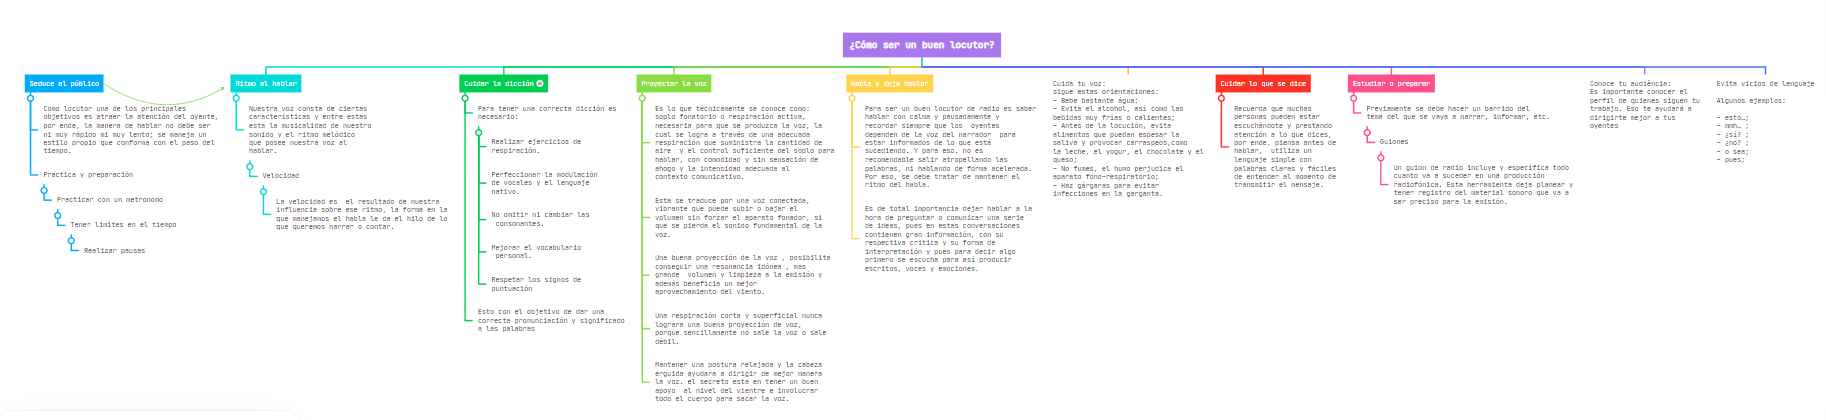 ¿Cómo ser un buen locutor?
Seduce al público
Como locutor una de los principales
objetivos es atraer la atención del oyente,
por ende, la manera de hablar no debe ser
ni muy rápido mi muy lento; se maneja un
estilo propio que conforma con el paso del
tiempo.
Practica y preparación
Practicar con un metronomo
Tener limites en el tiempo
Realizar pausas
Ritmo al hablar
Nuestra voz consta de ciertas
características y entre estas
esta la musicalidad de nuestro
sonido y el ritmo melódico
que posee nuestra voz al
hablar.
Velocidad
La velocidad es  el resultado de nuestra
influencia sobre ese ritmo, la forma en la
que manejamos el habla le da el hilo de lo
que queremos narrar o contar.
Cuidar la dicción
Para tener una correcta dicción es
necesario:
Realizar ejercicios de
respiración.
Perfeccionar la modulación
de vocales y el lenguaje
nativo.
No omitir ni cambiar las
consonantes.
Mejorar el vocabulario
personal.
Respetar los signos de
puntuación
Esto con el objetivo de dar una
correcta pronunciación y significado
a las palabras
Proyectar la voz
Es lo que técnicamente se conoce como:
soplo fonatorio o respiración activa,
necesaria para que se produzca la voz, la
cual se logra a través de una adecuada
respiración que suministra la cantidad de
aire  y el control suficiente del soplo para
hablar, con comodidad y sin sensación de
ahogo y la intensidad adecuada al
contexto comunicativo.
Esta se traduce por una voz conectada,
vibrante que puede subir o bajar el
volumen sin forzar el aparato fonador, si
que se pierda el sonido fundamental de la
voz.
Una buena proyección de la voz , posibilita
conseguir una resonancia idónea , mas
grande  volumen y limpieza a la emisión y
además beneficia un mejor
aprovechamiento del viento.
Una respiración corta y superficial nunca
lograra una buena proyección de voz,
porque sencillamente no sale la voz o sale
débil.
Mantener una postura relajada y la cabeza
erguida ayudara a dirigir de mejor manera
la voz. el secreto esta en tener un buen
apoyo  al nivel del vientre e involucrar
todo el cuerpo para sacar la voz.
Habla y deja hablar
Para ser un buen locutor de radio es saber
hablar con calma y pausadamente y
recordar siempre que los  oyentes
dependen de la voz del narrador  para
estar informados de lo que está
sucediendo. Y para eso, no es
recomendable salir atropellando las
palabras, ni hablando de forma acelerada.
Por eso, se debe tratar de mantener el
ritmo del habla.
Es de total importancia dejar hablar a la
hora de preguntar o comunicar una serie
de ideas, pues en estas conversaciones
contienen gran información, con su
respectiva critica y su forma de
interpretación y pues para decir algo
primero se escucha para así producir
escritos, voces y emociones.
Cuida tu voz:
sigue estas orientaciones:
– Bebe bastante agua;
– Evita el alcohol, así como las
bebidas muy frías o calientes;
– Antes de la locución, evita
alimentos que puedan espesar la
saliva y provocar carraspeos,como
la leche, el yogur, el chocolate y el
queso;
– No fumes, el humo perjudica el
aparato fono-respiratorio;
– Haz gárgaras para evitar
infecciones en la garganta.
Cuidar lo que se dice
Recuerda que muchas
personas pueden estar
escuchándote y prestando
atención a lo que dices,
por ende, piensa antes de
hablar,  utiliza un
lenguaje simple con
palabras claras y fáciles
de entender al momento de
transmitir el mensaje.
Estudiar o preparar
Previamente se debe hacer un barrido del
tema del que se vaya a narrar, informar, etc.
Guiones
Un guion de radio incluye y especifica todo
cuanto va a suceder en una producción
radiofónica. Esta herramienta deja planear y
tener registro del material sonoro que va a
ser preciso para la emisión.
Conoce tu audiéncia:
Es importante conocer el
perfil de quienes siguen tu
trabajo. Eso te ayudará a
dirigirte mejor a tus
oyentes
Evita vicios de lenguaje
Algunos ejemplos:
– esto…;
– mmh… ;
– ¿si? ;
– ¿no? ;
– o sea;
– pues;